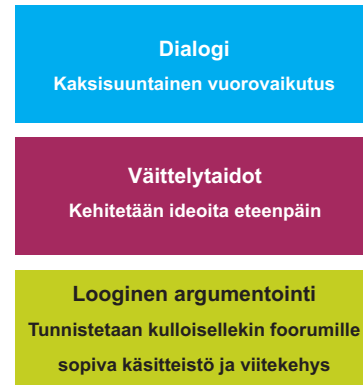 Dialogi
Kaksisuuntainen vuorovaikutus
Väittelytaidot
Kehitetään ideoita eteenpäin
Looginen argumentointi
Tunnistetaan kulloisellekin foorumille
sopiva käsitteistö ja viitekehys